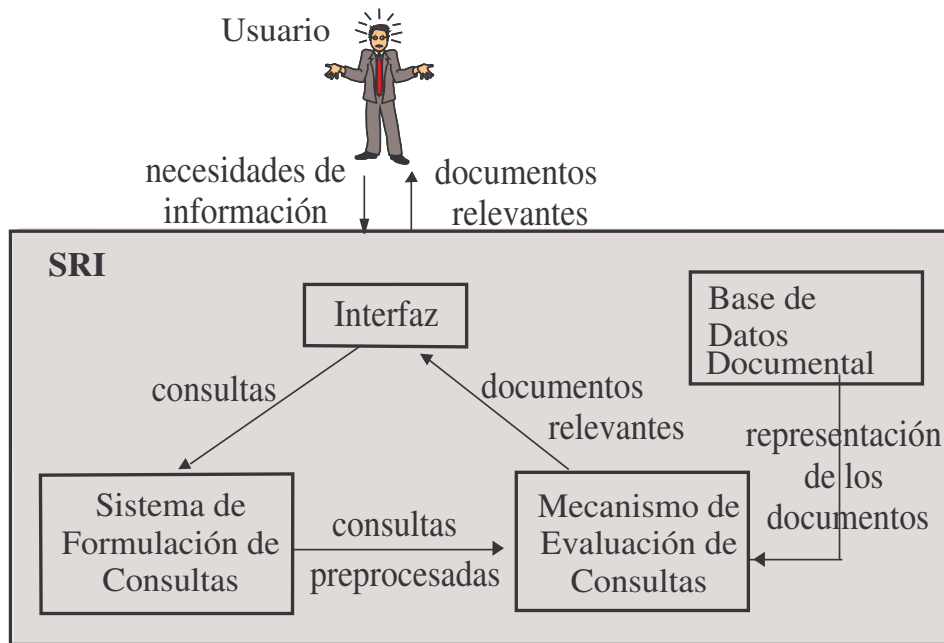 Usuario
necesidades de
información
documentos
relevantes
SRI
Interfaz
Base de
Datos
Documental
consultas
documentos
relevantes
representación
de los
documentos
Sistema de
Formulación de
Consultas
consultas
preprocesadas
Mecanismo de
Evaluación de
Consultas